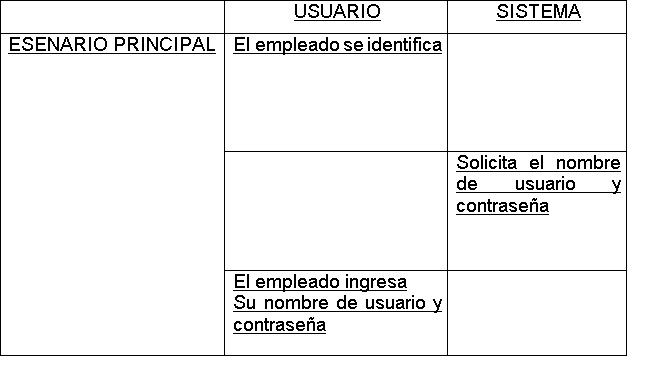 USUARIO SISTEMA
ESENARIO PRINCIPAL El empleado se identifica
Solicita el nombre
de usuario y
contraseña
El empleado ingresa
Su nombre de usuario y
contraseña